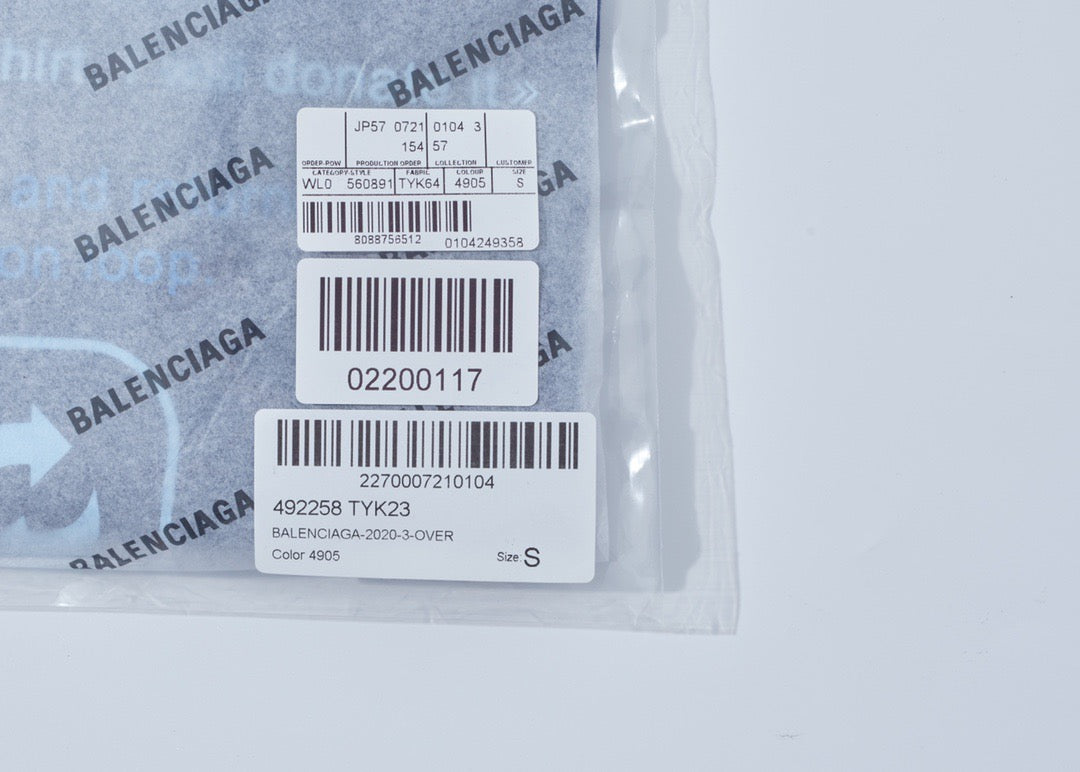 BALENCIAGA
BALENCIAGA
JP57 0721 0104 3
154 57
ORDER-ROW PRODUCTION ORDER COLLECTION CUSTOMER
CATEGORY-STYLE FABRIC COLOUR SIZE
WL0 560891 TYK64 4905 S
8088756512 0104249358
BALENCIAGA
GA
02200117
GA
BALENCIAGA
2270007210104
492258 TYK23
BALENCIAGA-2020-3-OVER
Color 4905 Size: S
BALENCIAGA